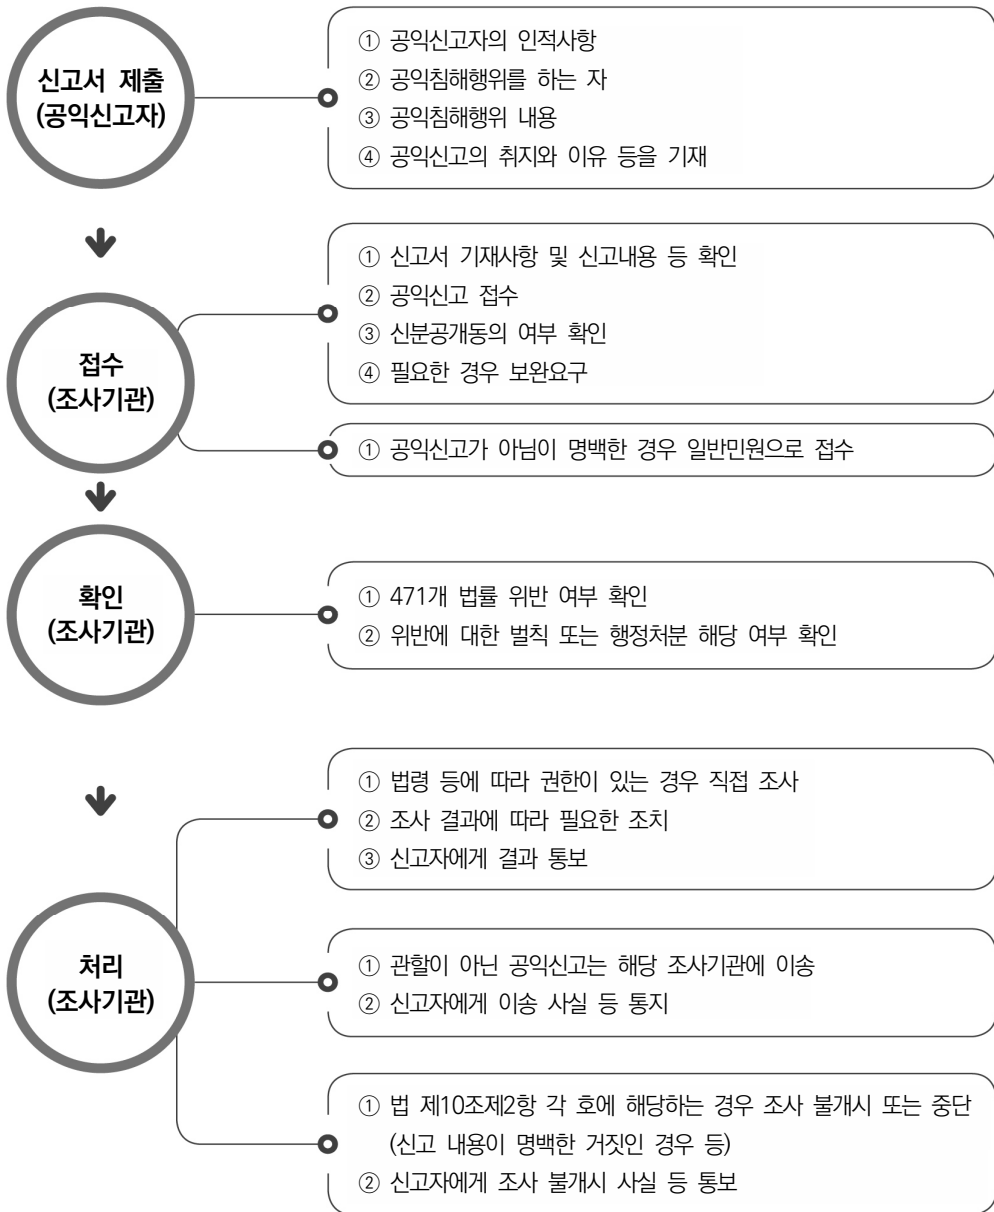 신고서 제출
(공익신고자)
① 공익신고자의 인적사항
② 공익침해행위를 하는 자
③ 공익침해행위 내용
④ 공익신고의 취지와 이유 등을 기재
접수
(조사기관)
① 신고서 기재사항 및 신고내용 등 확인
② 공익신고 접수
③ 신분공개동의 여부 확인
④ 필요한 경우 보완요구
① 공익신고가 아님이 명백한 경우 일반민원으로 접수
확인
(조사기관)
① 471개 법률 위반 여부 확인
② 위반에 대한 벌칙 또는 행정처분 해당 여부 확인
처리
(조사기관)
① 법령 등에 따라 권한이 있는 경우 직접 조사
② 조사 결과에 따라 필요한 조치
③ 신고자에게 결과 통보
① 관할이 아닌 공익신고는 해당 조사기관에 이송
② 신고자에게 이송 사실 등 통지
① 법 제10조제2항 각 호에 해당하는 경우 조사 불개시 또는 중단
(신고 내용이 명백한 거짓인 경우 등)
② 신고자에게 조사 불개시 사실 등 통보